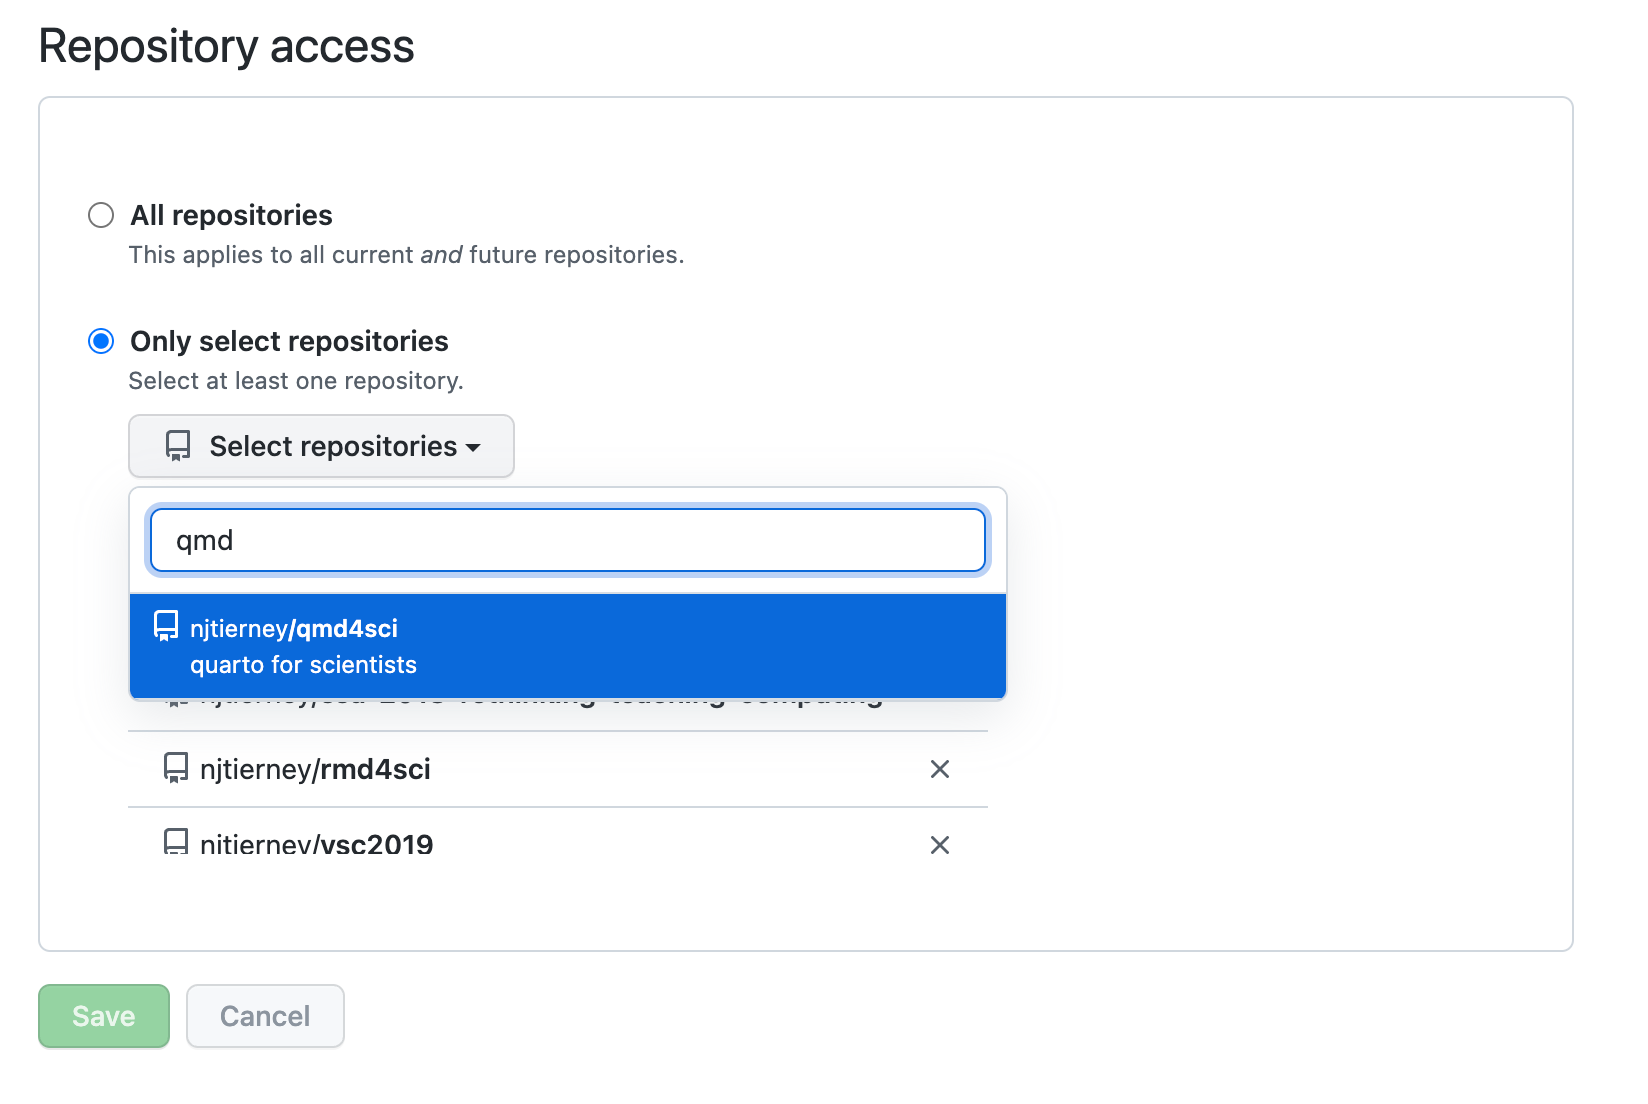 Repository access
All repositories
This applies to all current and future repositories.
Only select repositories
Select at least one repository.
Select repositories
qmd
njtierney/qmd4sci
quarto for scientists
njtierney/rmd4sci
njtierney/vsc2019
Save
Cancel